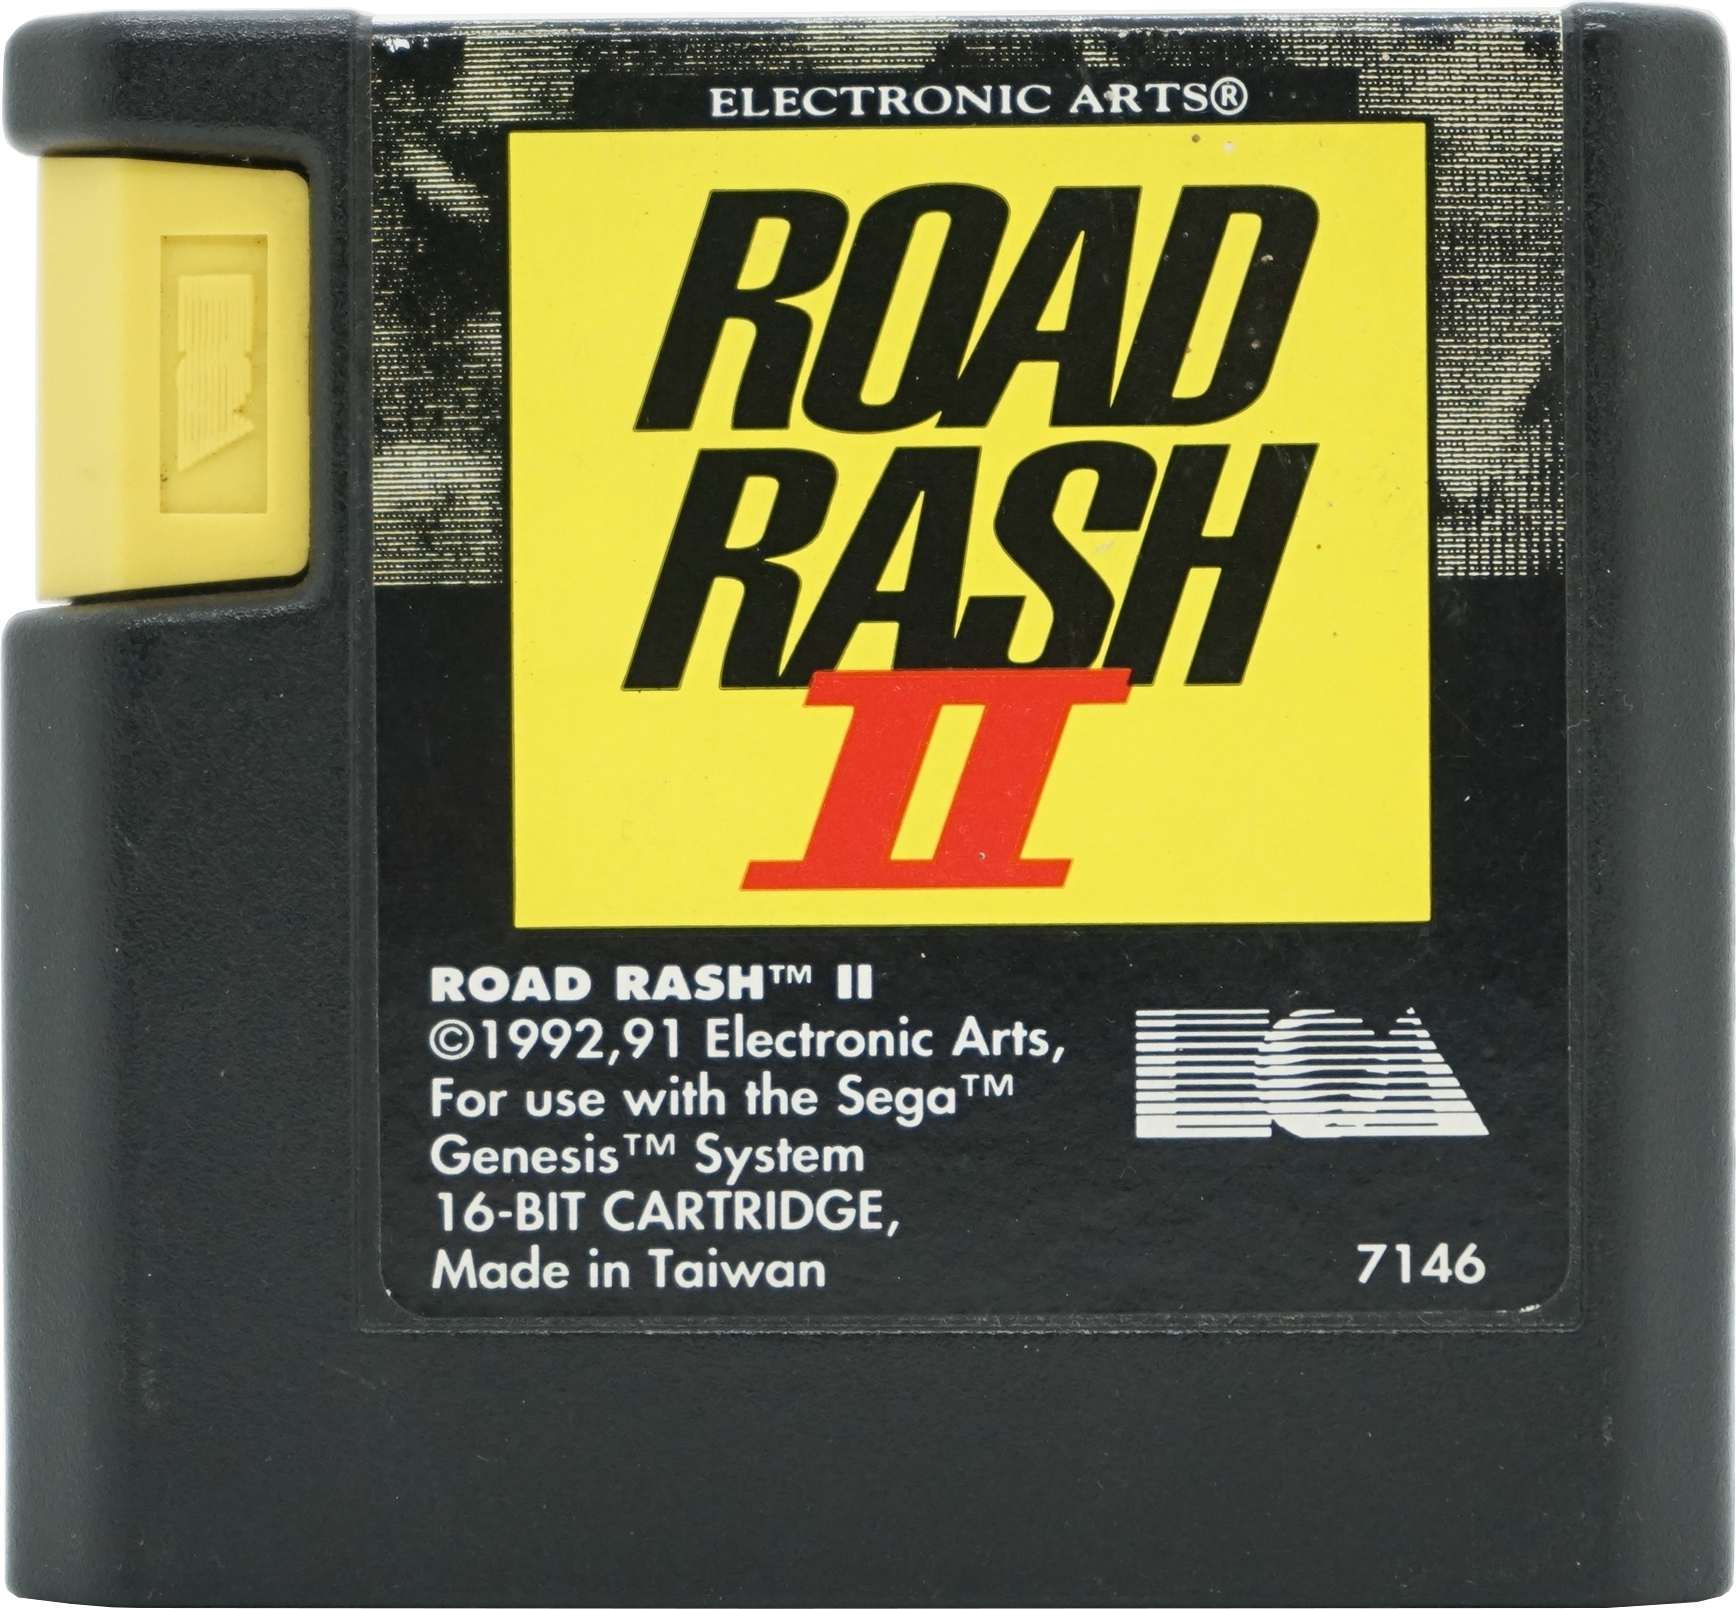 ELECTRONIC ARTS®
ROAD
RASH
II
ROAD RASH™ II
©1992,91 Electronic Arts,
For use with the Sega™
Genesis™ System
16-BIT CARTRIDGE,
Made in Taiwan
EA
7146